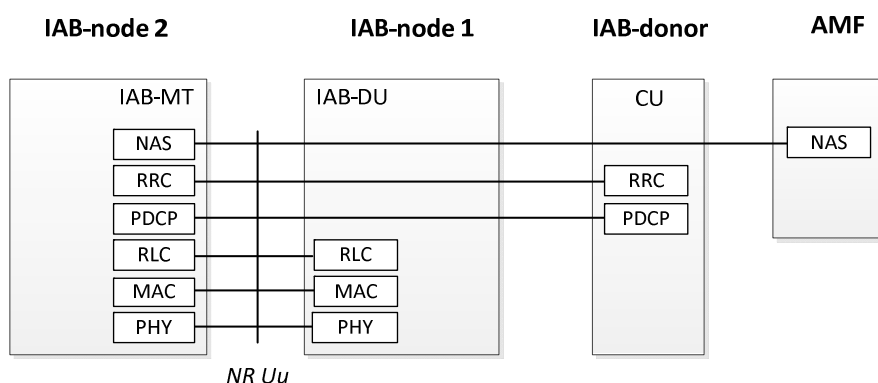 IAB-node 2 IAB-node 1 IAB-donor AMF
IAB-MT IAB-DU CU
NAS NAS
RRC RRC
PDCP PDCP
RLC RLC
MAC MAC
PHY PHY
NR Uu